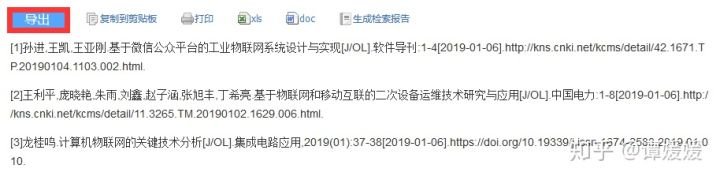 导出 复制到剪贴板 打印 xls doc 生成检索报告
[1]孙进,王凯,王亚刚.基于微信公众平台的工业物联网系统设计与实现[J/OL].软件导刊:1-4[2019-01-06].http://kns.cnki.net/kcms/detail/42.1671.T
P.20190104.1103.002.html.
[2]王利平,庞晓艳,朱雨,刘鑫,赵子涵,张旭丰,丁希亮.基于物联网和移动互联的二次设备运维技术研究与应用[J/OL].中国电力:1-8[2019-01-06].http:/
/kns.cnki.net/kcms/detail/11.3265.TM.20190102.1629.006.html.
[3]龙桂鸣.计算机物联网的关键技术分析[J/OL].集成电路应用,2019(01):37-38[2019-01-06].https://doi.org/10.19339/j.issn.1674-2583.2019.01.0
10.
知乎 @谭媛媛